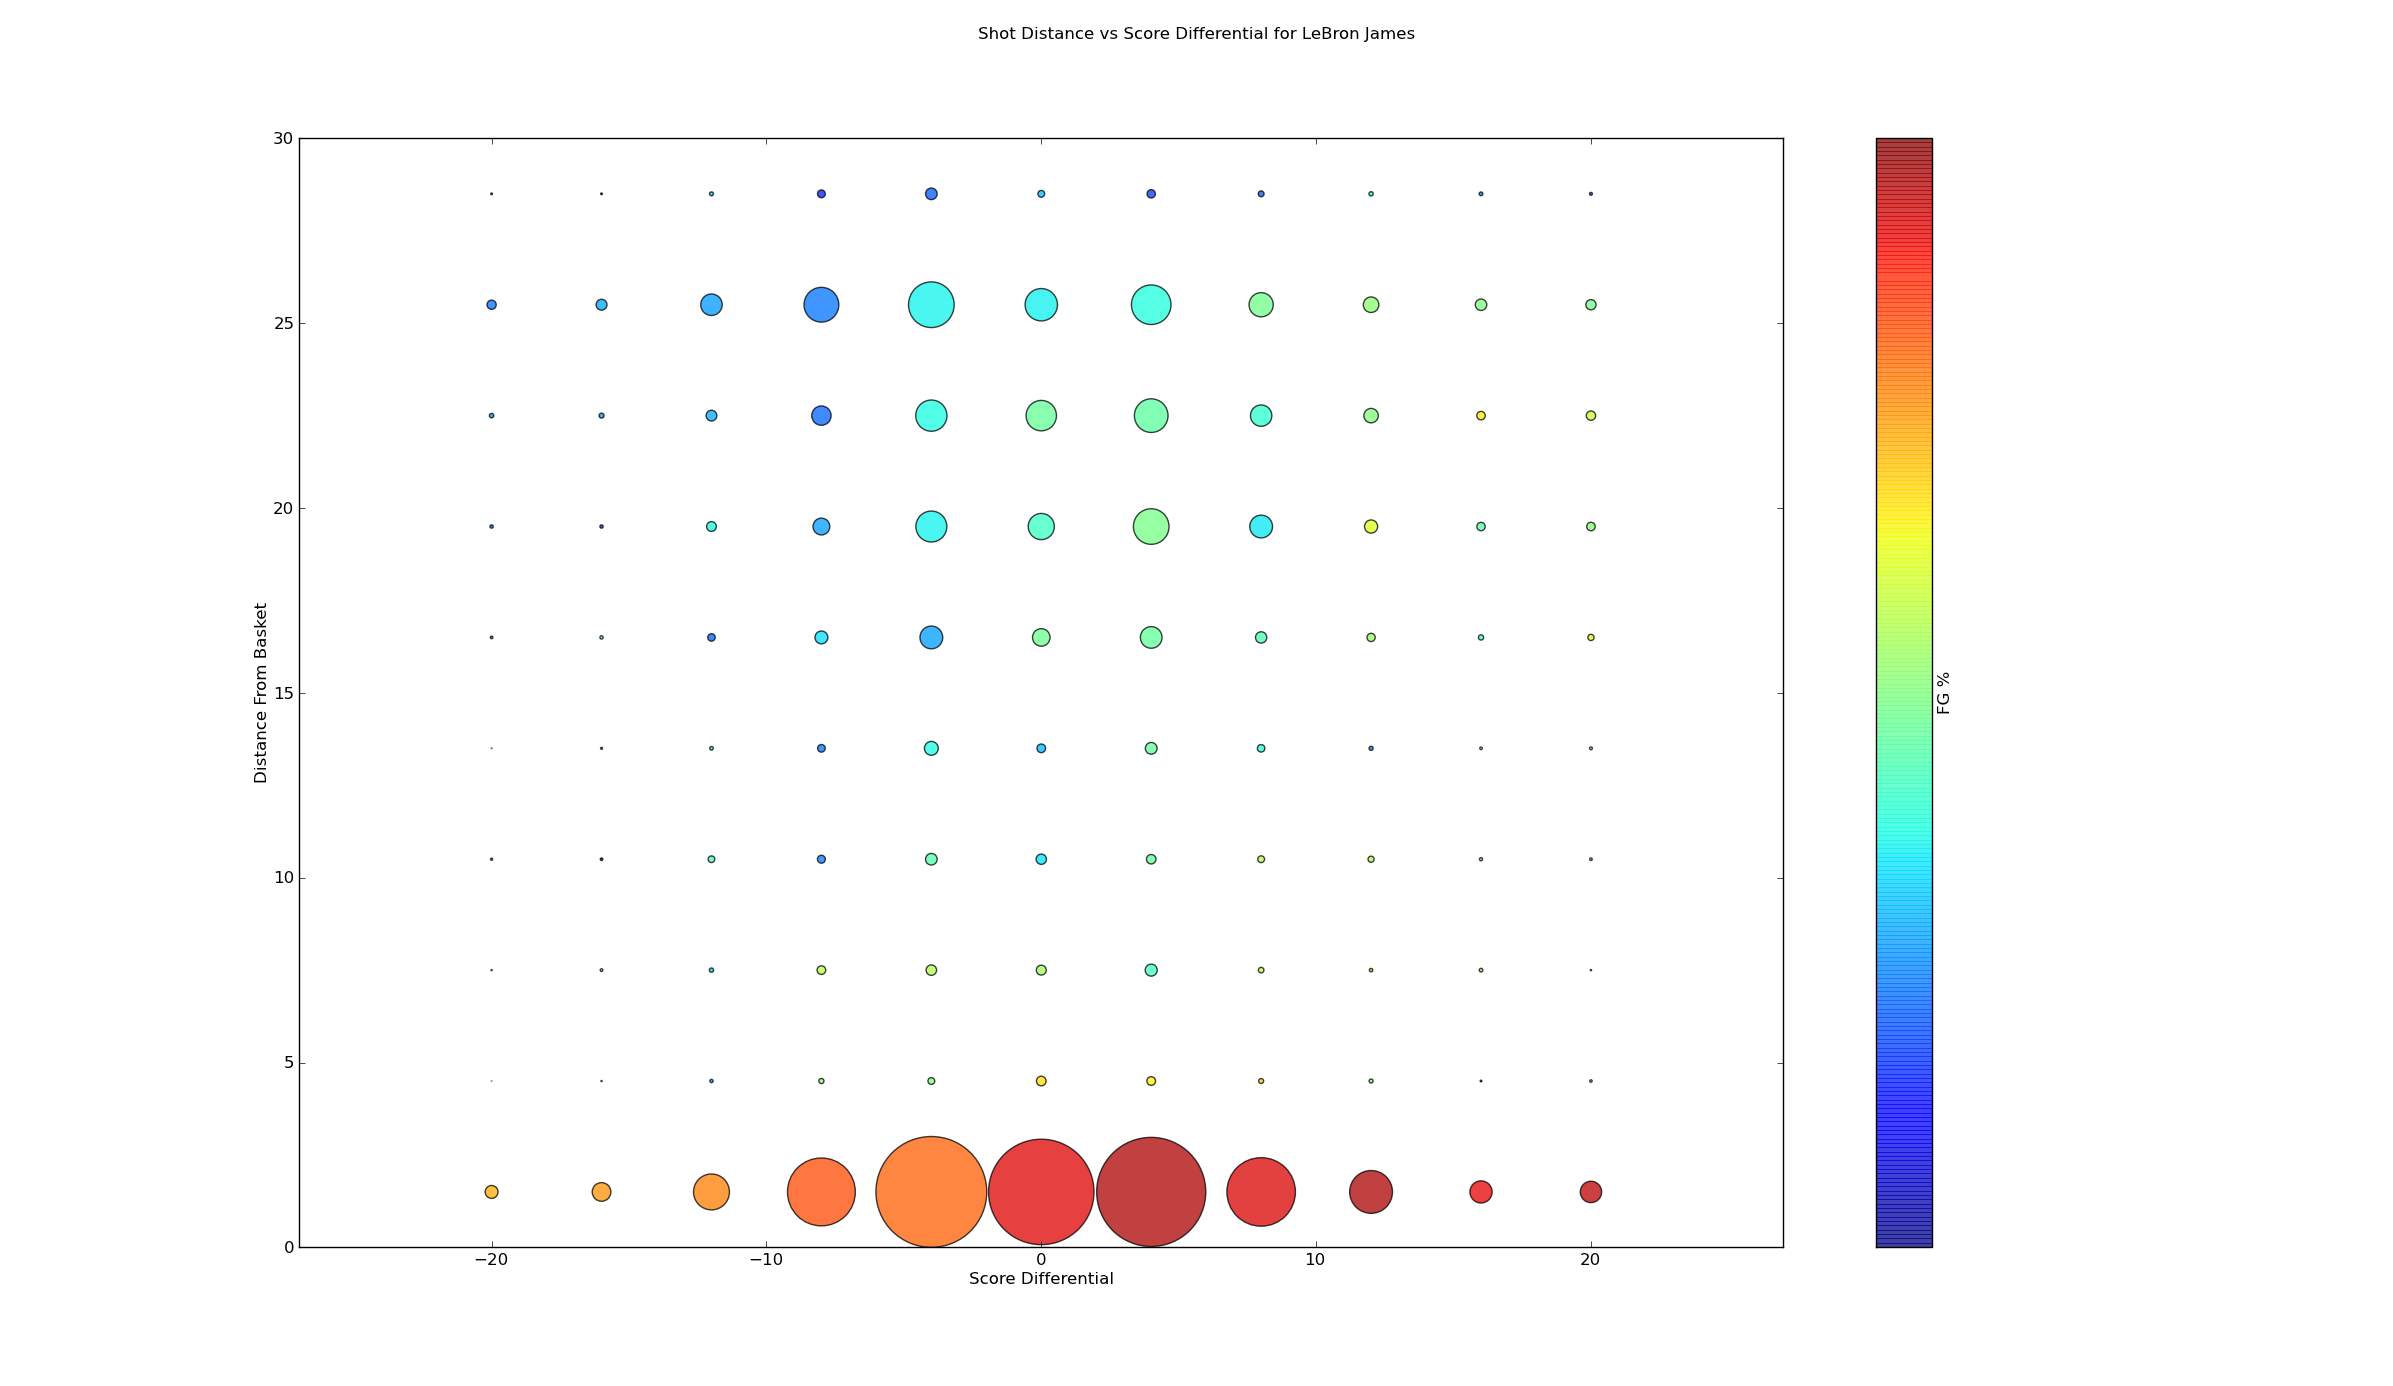 Shot Distance vs Score Differential for LeBron James
30
25
20
15
10
5
0
Distance From Basket
−20 −10 0 10 20
Score Differential
FG %